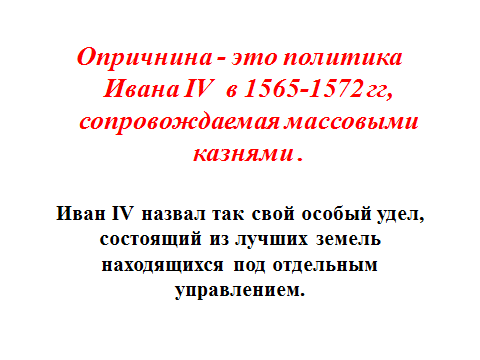 Опричнина - это политика
Ивана IV в 1565-1572 гг,
сопровождаемая массовыми
казнями .
Иван IV назвал так свой особый удел,
состоящий из лучших земель
находящихся под отдельным
управлением.